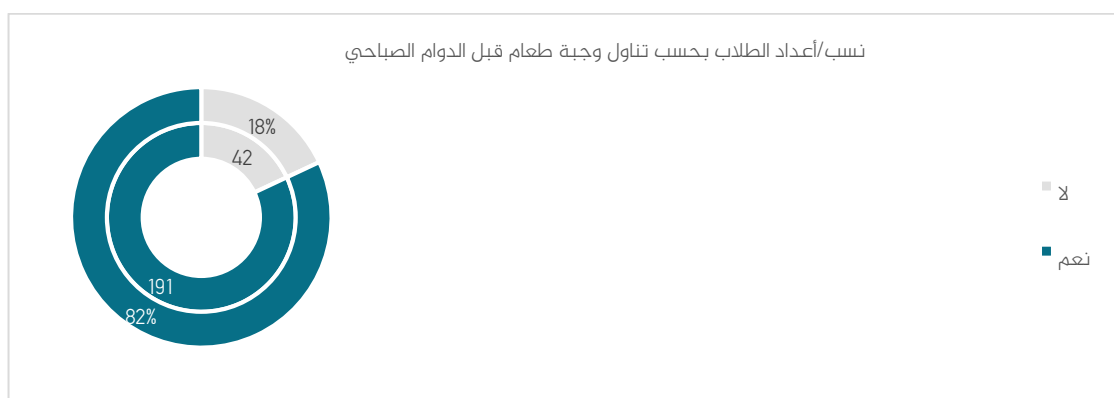 نسب/أعداد الطلاب بحسب تناول وجبة طعام قبل الدوام الصباحي
18%
42
191
82%
لا
نعم